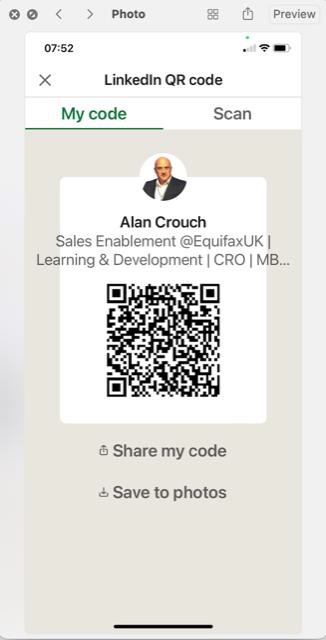 Photo
Preview
07:52
LinkedIn QR code
My code
Scan
Alan Crouch
Sales Enablement @EquifaxUK |
Learning & Development | CRO | MB...
Share my code
Save to photos